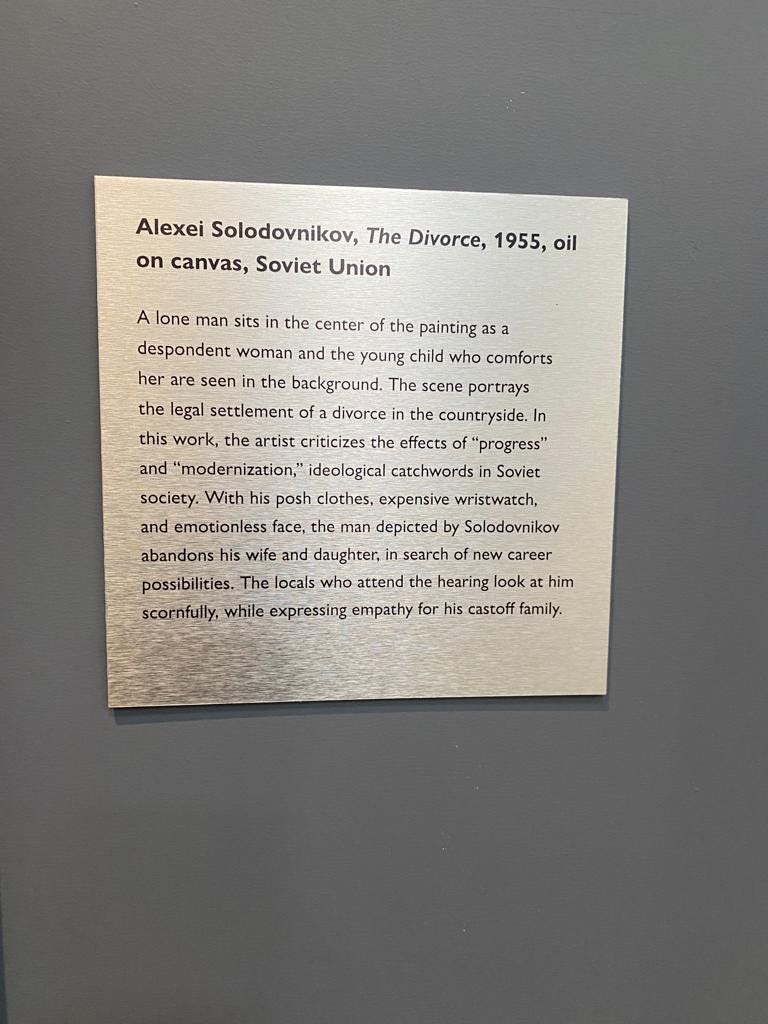 Alexei Solodovnikov, The Divorce, 1955, oil
on canvas, Soviet Union
A lone man sits in the center of the painting as a
despondent woman and the young child who comforts
her are seen in the background. The scene portrays
the legal settlement of a divorce in the countryside. In
this work, the artist criticizes the effects of “progress”
and “modernization,” ideological catchwords in Soviet
society. With his posh clothes, expensive wristwatch,
and emotionless face, the man depicted by Solodovnikov
abandons his wife and daughter, in search of new career
possibilities. The locals who attend the hearing look at him
scornfully, while expressing empathy for his castoff family.